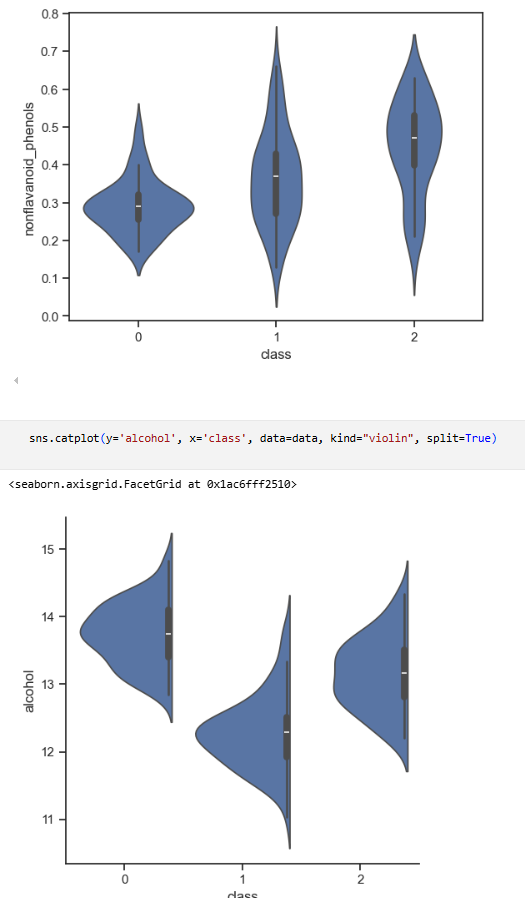 0.8
0.7
0.6
0.5
0.4
0.3
0.2
0.1
0.0
nonflavanoid_phenols
0 1 2
class
sns.catplot(y='alcohol', x='class', data=data, kind="violin", split=True)
<seaborn.axisgrid.FacetGrid at 0x1ac6fff2510>
15
14
13
12
11
alcohol
0 1 2
class